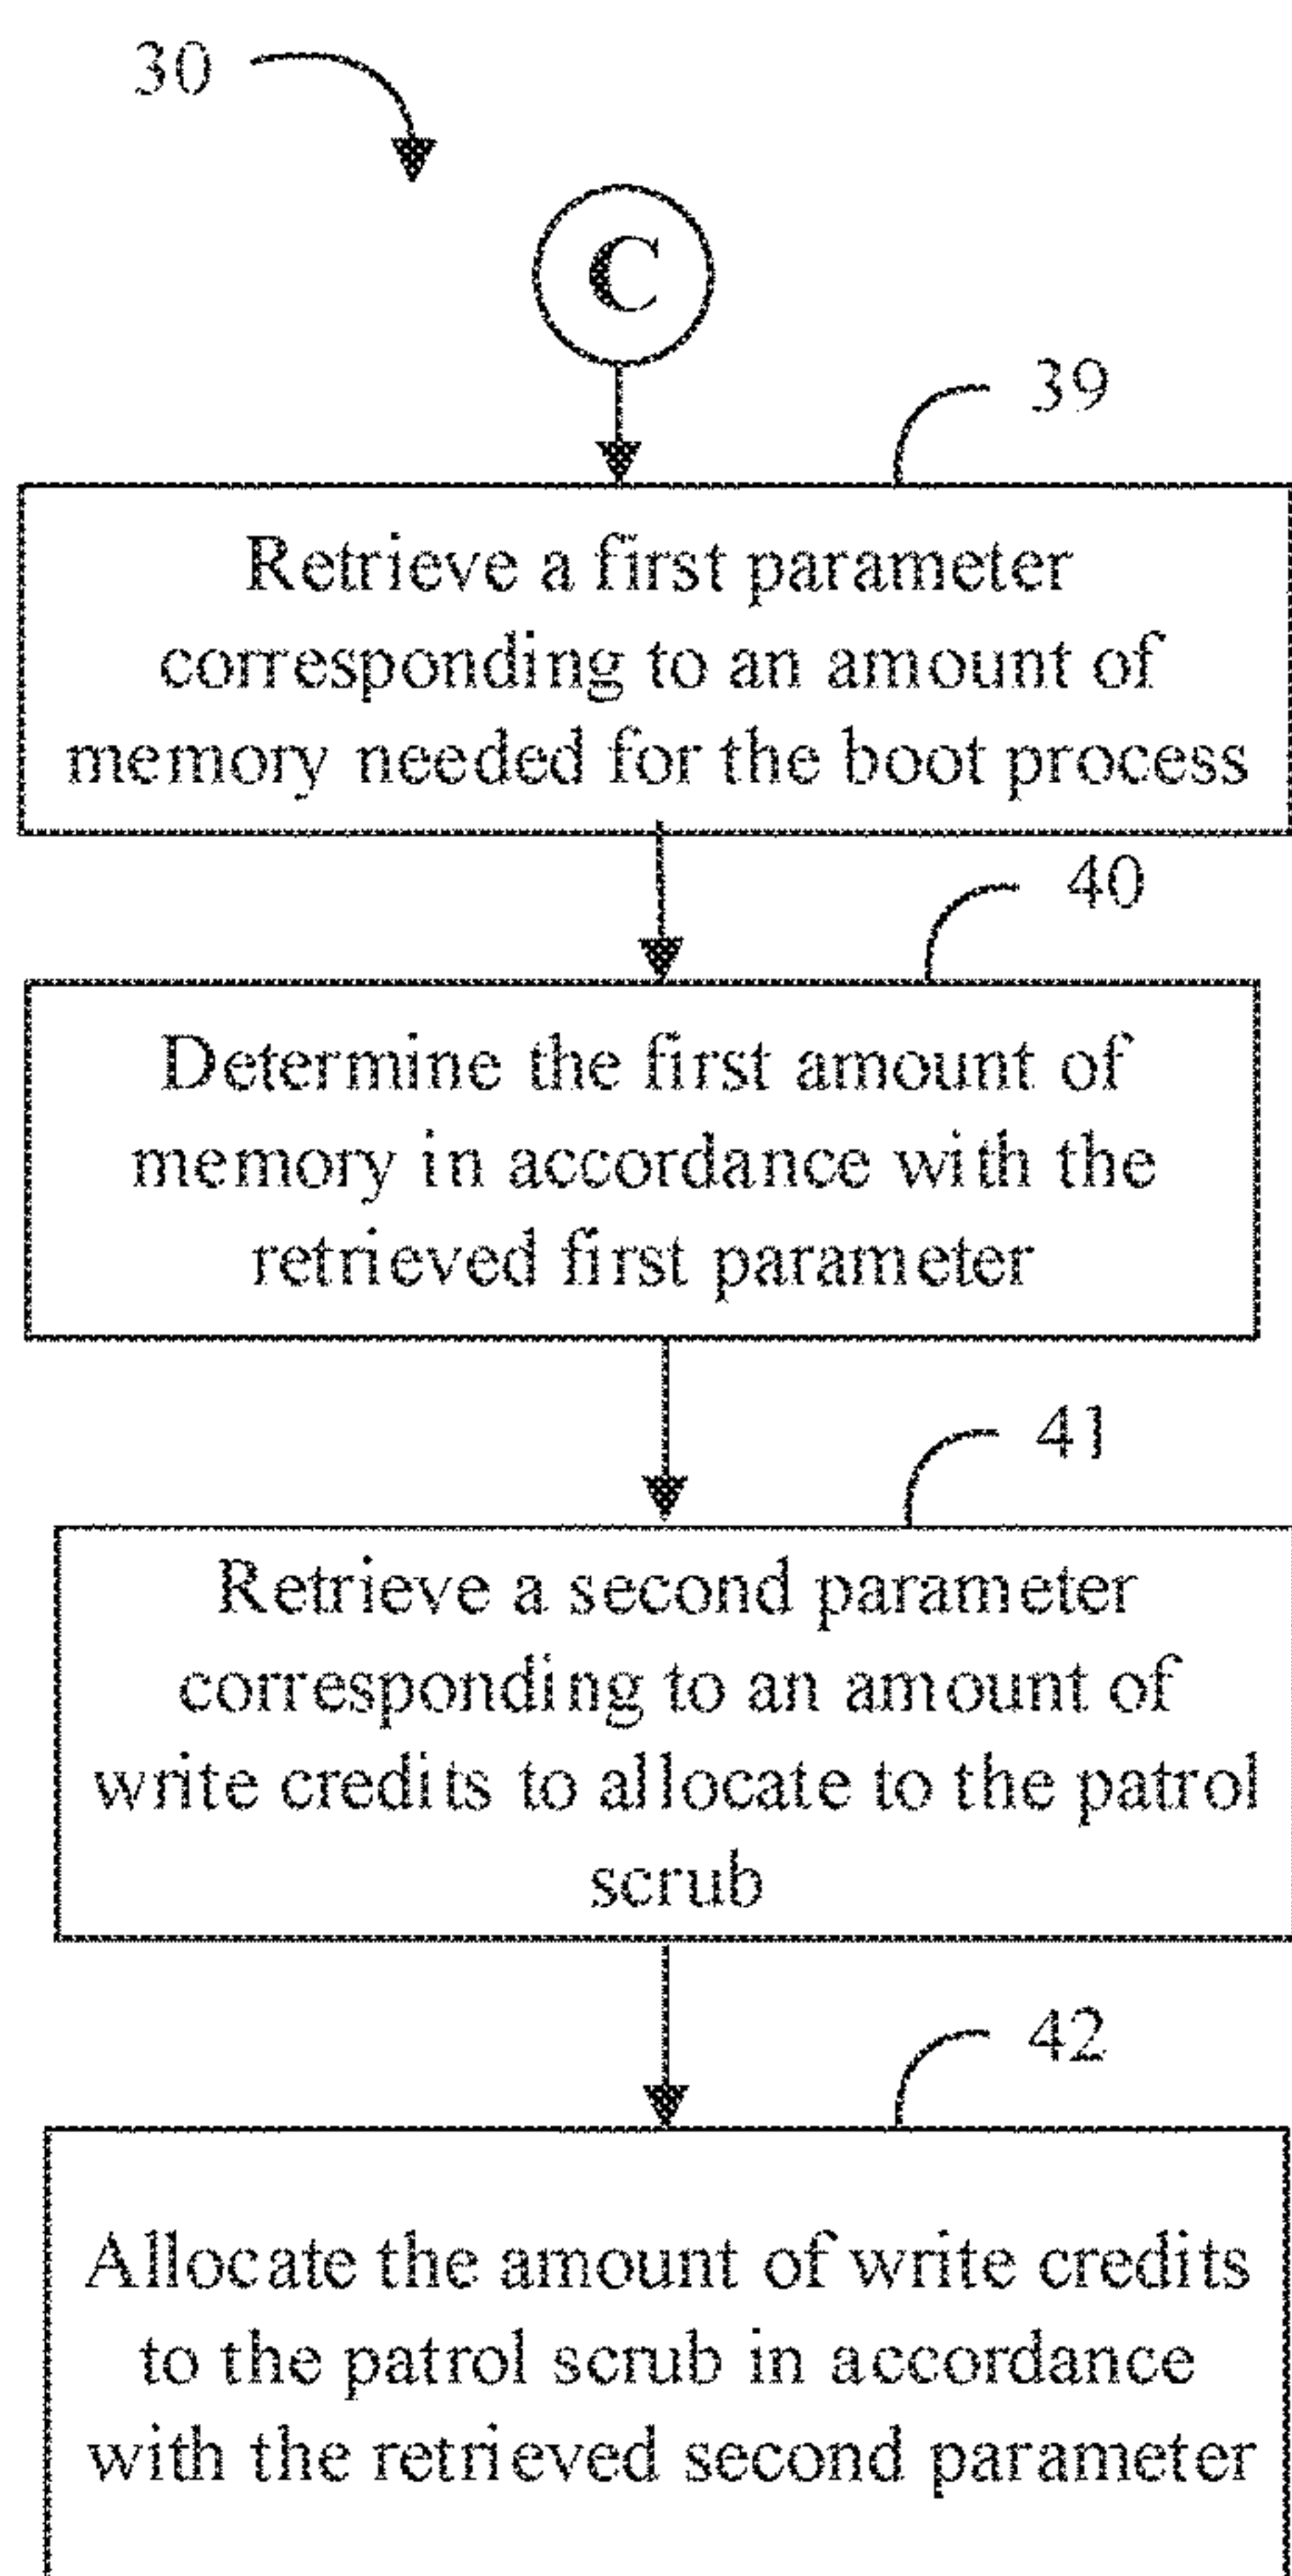 30
C
39
Retrieve a first parameter
corresponding to an amount of
memory needed for the boot process
40
Determine the first amount of
memory in accordance with the
retrieved first parameter
41
Retrieve a second parameter
corresponding to an amount of
write credits to allocate to the patrol
scrub
42
Allocate the amount of write credits
to the patrol scrub in accordance
with the retrieved second parameter